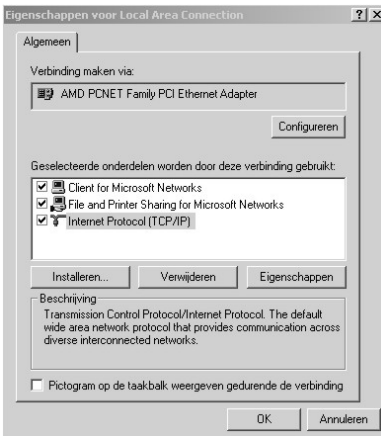 Eigenschappen voor Local Area Connection
Algemeen
Verbinding maken via:
AMD PCNET Family PCI Ethernet Adapter
Configureren
Geselecteerde onderdelen worden door deze verbinding gebruikt:
Client for Microsoft Networks
File and Printer Sharing for Microsoft Networks
Internet Protocol (TCP/IP)
Installeren... Verwijderen Eigenschappen
Beschrijving
Transmission Control Protocol/Internet Protocol. The default
wide area network protocol that provides communication across
diverse interconnected networks.
Pictogram op de taakbalk weergeven gedurende de verbinding
OK Annuleren